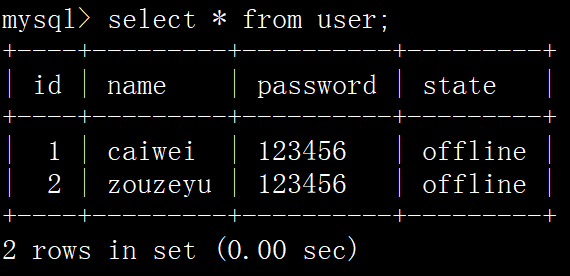 mysql> select * from user;
+----+---------+----------+---------+
| id | name    | password | state   |
+----+---------+----------+---------+
|  1 | caiwei  | 123456   | offline |
|  2 | zouzeyu | 123456   | offline |
+----+---------+----------+---------+
2 rows in set (0.00 sec)